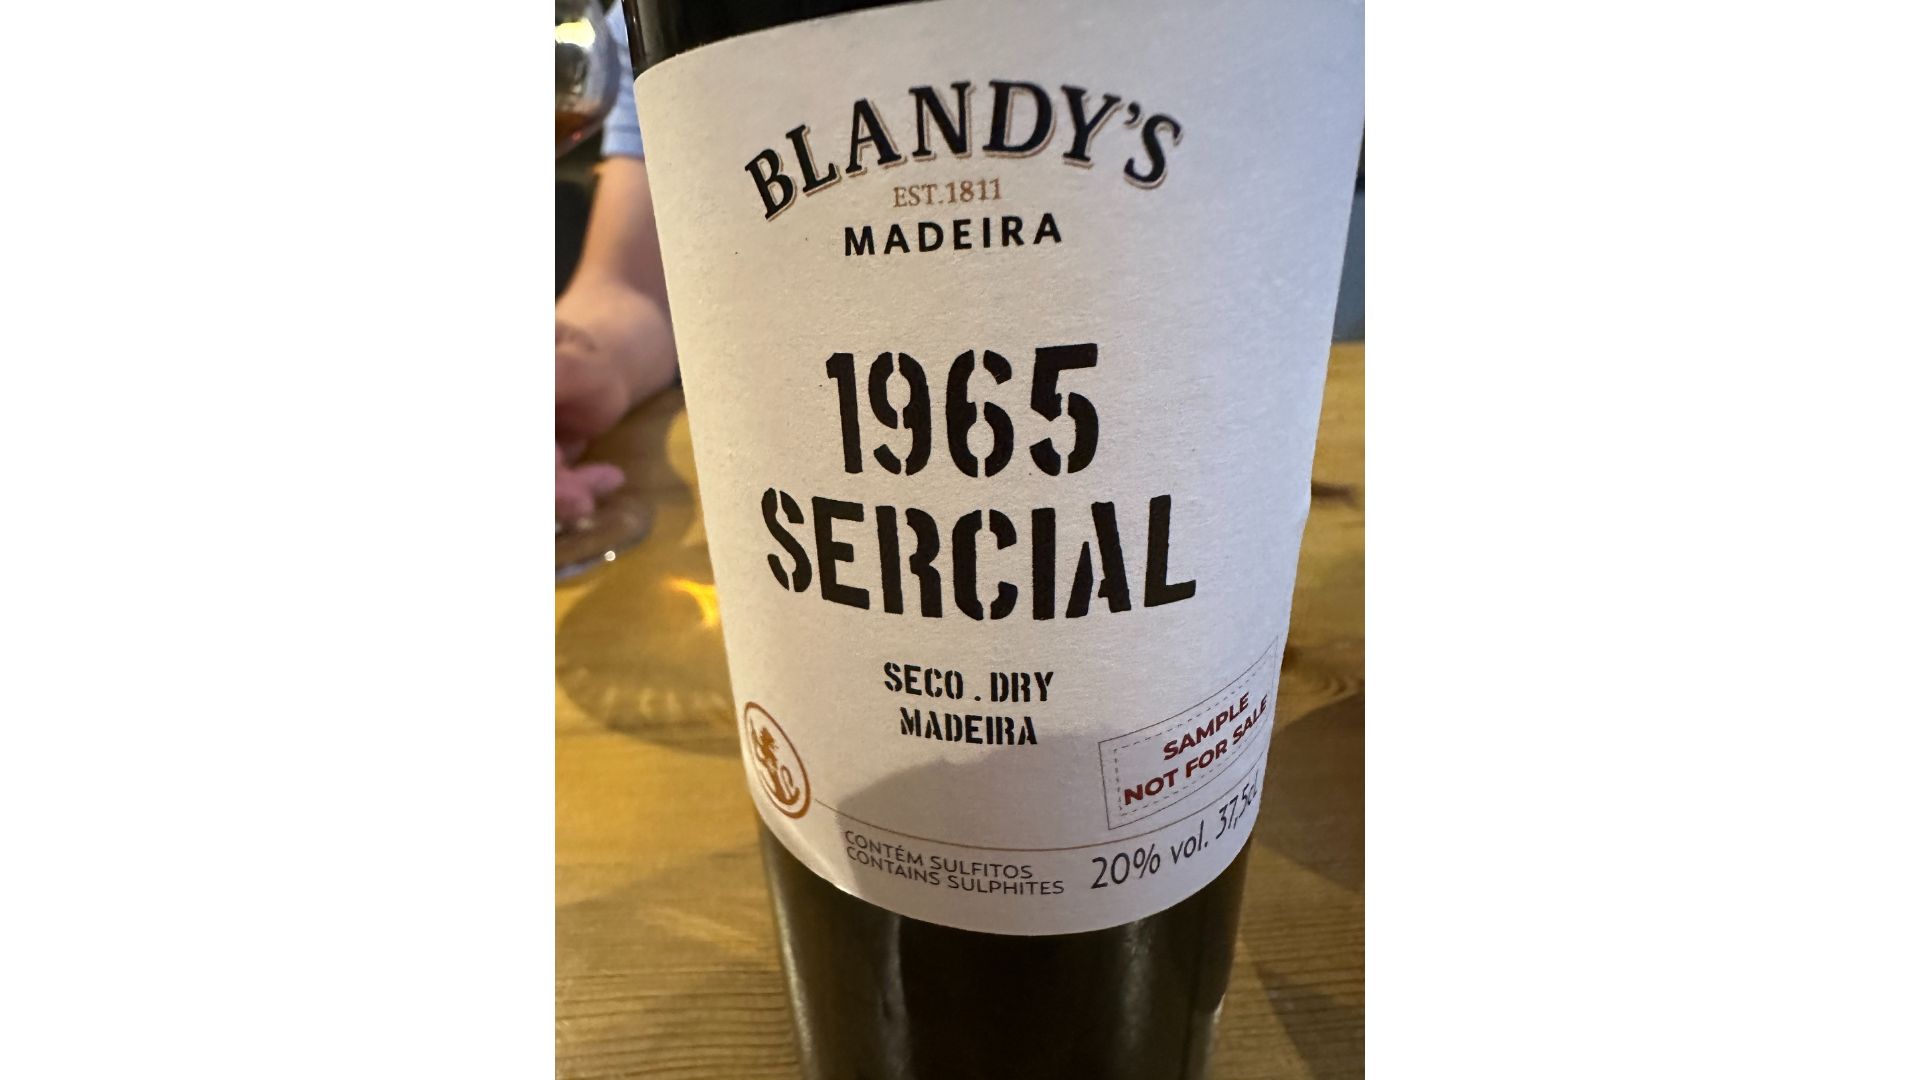 BLANDY'S
EST.1811
MADEIRA
1965
SERCIAL
SECO . DRY
MADEIRA
SAMPLE
NOT FOR SALE
CONTÉM SULFITOS
CONTAINS SULPHITES
20% vol. 37,5cl